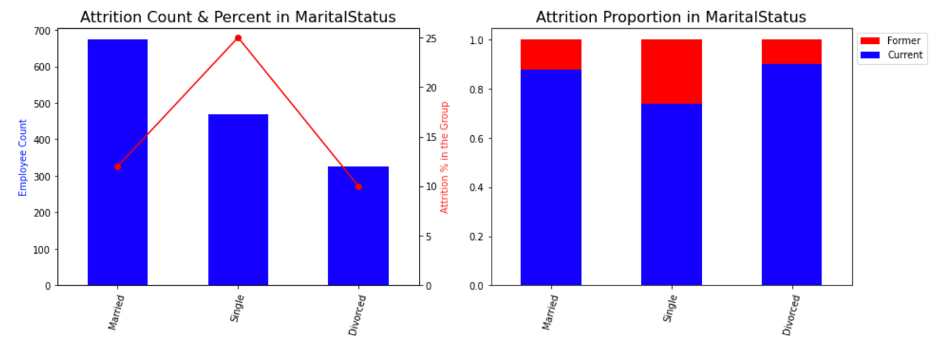 Attrition Count & Percent in MaritalStatus
700
600
500
400
300
200
100
0
Employee Count
25
20
15
10
5
0
Attrition % in the Group
Married
Single
Divorced
Attrition Proportion in MaritalStatus
1.0
0.8
0.6
0.4
0.2
0.0
Married
Single
Divorced
Former
Current